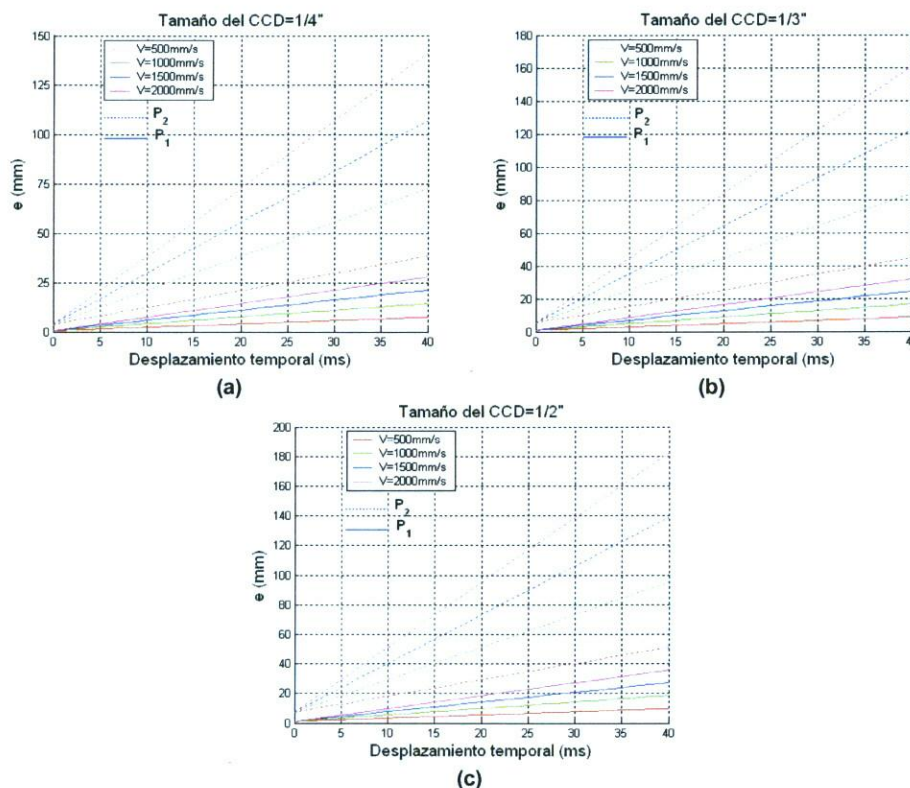 Tamaño del CCD=1/4"
150
125
100
75
50
25
0
e (mm)
V=500mm/s
V=1000mm/s
V=1500mm/s
V=2000mm/s
P2
P1
0 5 10 15 20 25 30 35 40
Desplazamiento temporal (ms)
(a)
Tamaño del CCD=1/3"
180
160
140
120
100
80
60
40
20
0
e (mm)
V=500mm/s
V=1000mm/s
V=1500mm/s
V=2000mm/s
P2
P1
0 5 10 15 20 25 30 35 40
Desplazamiento temporal (ms)
(b)
Tamaño del CCD=1/2"
200
180
160
140
120
100
80
60
40
20
0
e (mm)
V=500mm/s
V=1000mm/s
V=1500mm/s
V=2000mm/s
P2
P1
0 5 10 15 20 25 30 35 40
Desplazamiento temporal (ms)
(c)